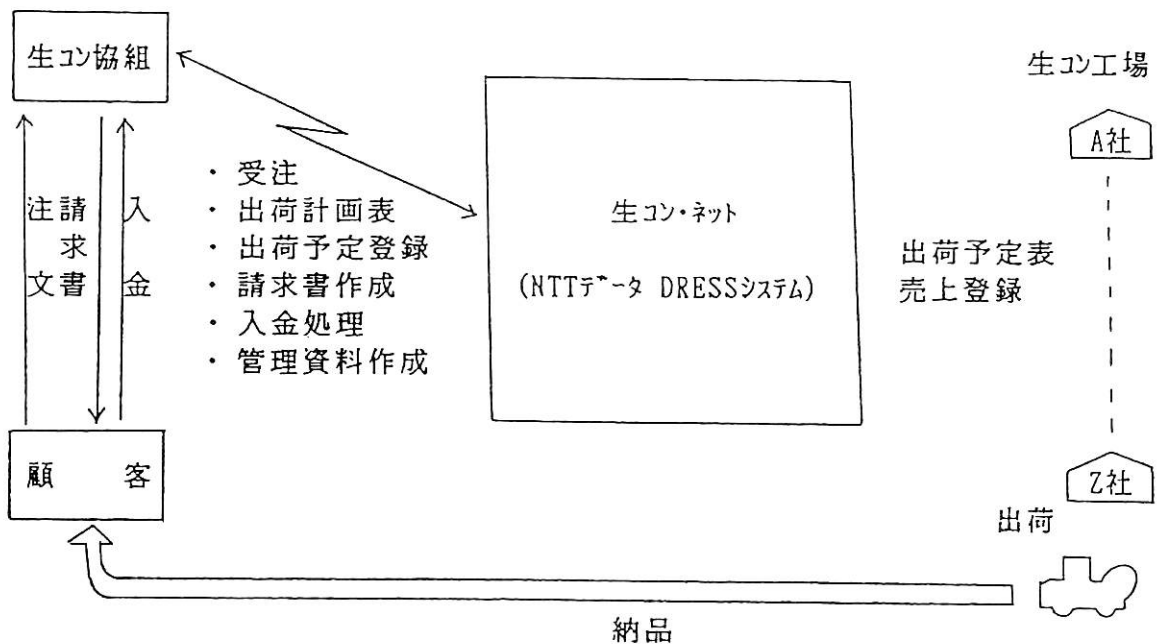 生コン協組
生コン工場
A社
注文
請求書
入金
・ 受注
・ 出荷計画表
・ 出荷予定登録
・ 請求書作成
・ 入金処理
・ 管理資料作成
生コン・ネット
(NTTデータ DRESSシステム)
出荷予定表
売上登録
顧 客
Z社
出荷
納品